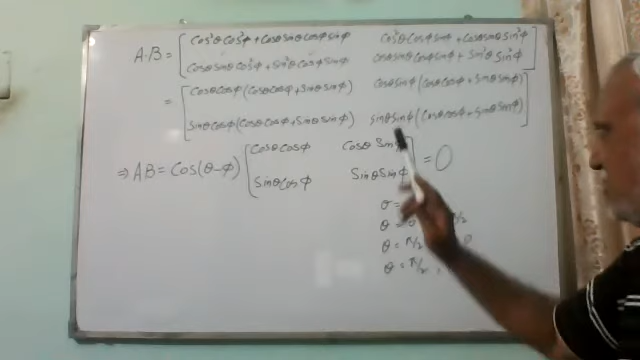 A·B = [cos²θ cos²φ + cosθ sinθ cosφ sinφ    cos²θ cosφ sinφ + cosθ sinθ sin²φ
cosθ sinθ cos²φ + sin²θ cosφ sinφ    cosθ sinθ cosφ sinφ + sin²θ sin²φ]
= [cosθ cosφ (cosθ cosφ + sinθ sinφ)    cosθ sinφ (cosθ cosφ + sinθ sinφ)
sinθ cosφ (cosθ cosφ + sinθ sinφ)    sinθ sinφ (cosθ cosφ + sinθ sinφ)]
⇒ AB = cos(θ-φ) [cosθ cosφ    cosθ sinφ
sinθ cosφ    sinθ sinφ] = 0
θ =
θ = π/2
θ = π/2    0
θ = π/2,